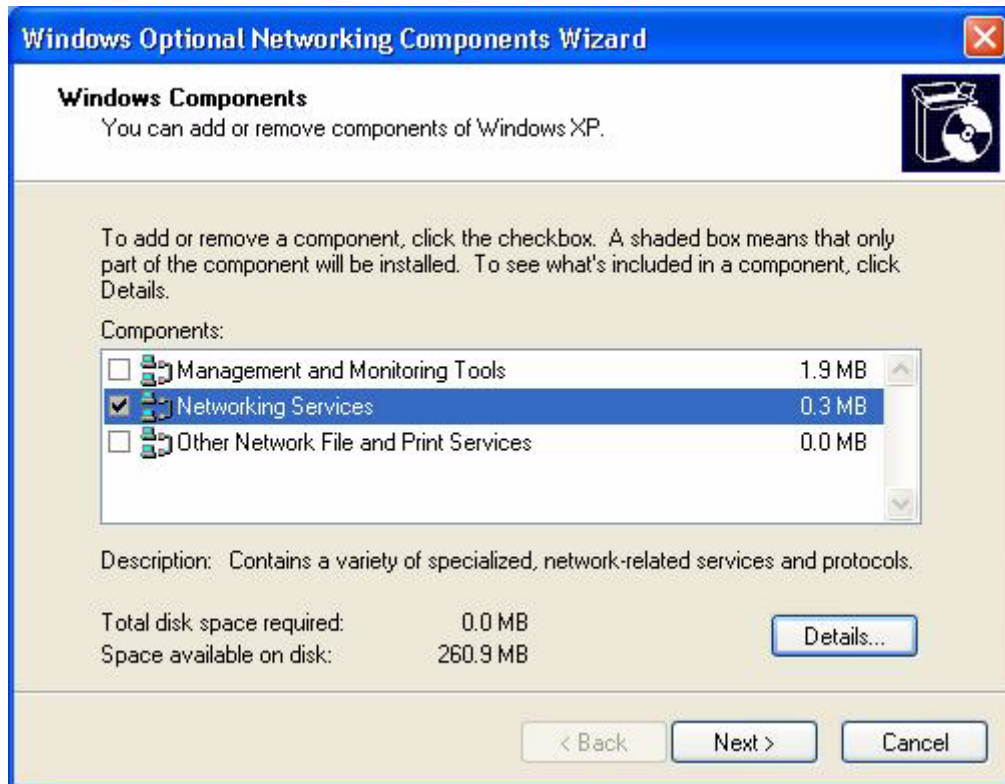 Windows Optional Networking Components Wizard
Windows Components
You can add or remove components of Windows XP.
To add or remove a component, click the checkbox. A shaded box means that only
part of the component will be installed. To see what's included in a component, click
Details.
Components:
Management and Monitoring Tools 1.9 MB
Networking Services 0.3 MB
Other Network File and Print Services 0.0 MB
Description: Contains a variety of specialized, network-related services and protocols.
Total disk space required: 0.0 MB
Space available on disk: 260.9 MB
Details...
< Back Next > Cancel